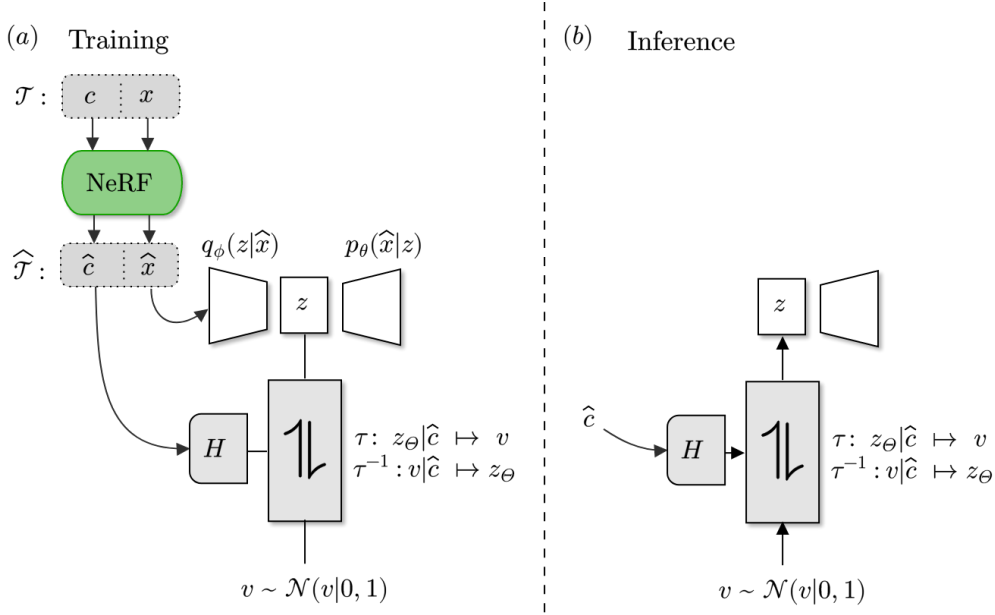 (a) Training
𝒯 : c x
NeRF
𝒯̂ : ĉ x̂
q_ϕ(z|x̂) p_θ(x̂|z)
z
H
τ : z_Θ|ĉ ↦ v
τ⁻¹ : v|ĉ ↦ z_Θ
v ∼ 𝒩(v|0, 1)
(b) Inference
z
ĉ
H
τ : z_Θ|ĉ ↦ v
τ⁻¹ : v|ĉ ↦ z_Θ
v ∼ 𝒩(v|0, 1)